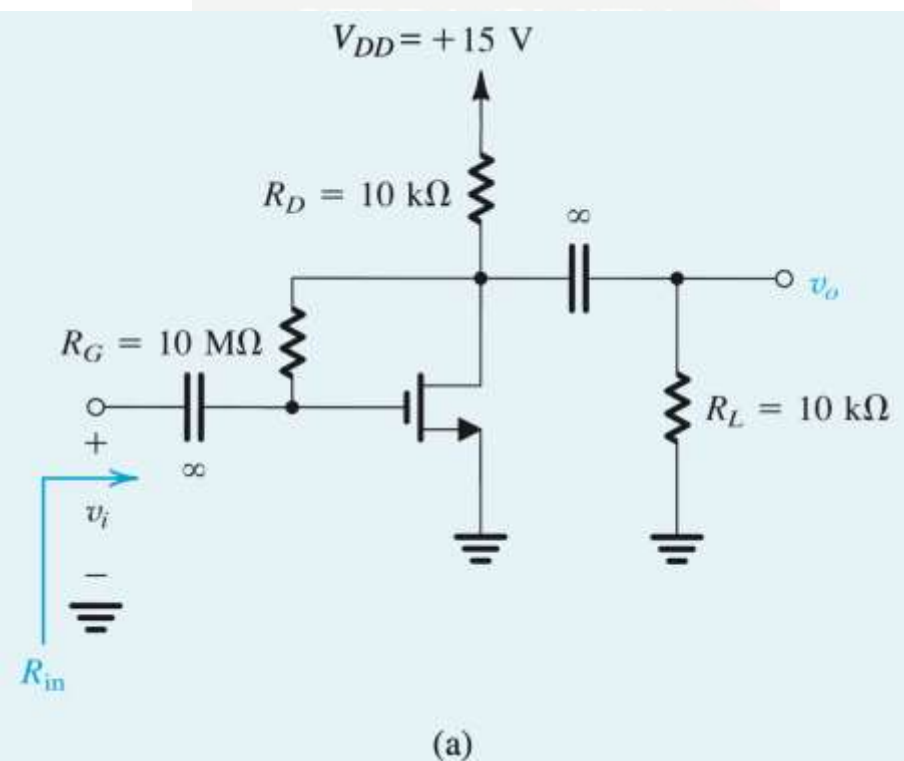 V_DD = +15 V
R_D = 10 kΩ
∞
v_o
R_G = 10 MΩ
R_L = 10 kΩ
+
∞
v_i
−
R_in
(a)